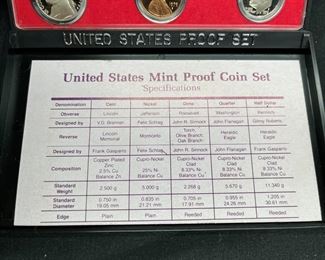 UNITED STATES PROOF SET
United States Mint Proof Coin Set
Specifications
Denomination Cent Nickel Dime Quarter Half Dollar
Obverse Lincoln Jefferson Roosevelt Washington Kennedy
Designed by V.D. Brenner Felix Schlag John R. Sinnock John Flanagan Gilroy Roberts
Reverse Lincoln Memorial Monticello Torch, Olive Branch Oak Branch Heraldic Eagle Heraldic Eagle
Designed by Frank Gasparro Felix Schlag John R. Sinnock John Flanagan Frank Gasparro
Composition Copper Plated Zinc 2.5% Cu Balance Zn Cupro-Nickel 25% Ni Balance Cu Cupro-Nickel Clad 8.33% Ni Balance Cu Cupro-Nickel Clad 8.33% Ni Balance Cu Cupro-Nickel Clad 8.33% Ni Balance Cu
Standard Weight 2.500 g 5.000 g 2.268 g 5.670 g 11.340 g
Standard Diameter 0.750 in 19.05 mm 0.835 in 21.21 mm 0.705 in 17.91 mm 0.955 in 24.26 mm 1.205 in 30.61 mm
Edge Plain Plain Reeded Reeded Reeded